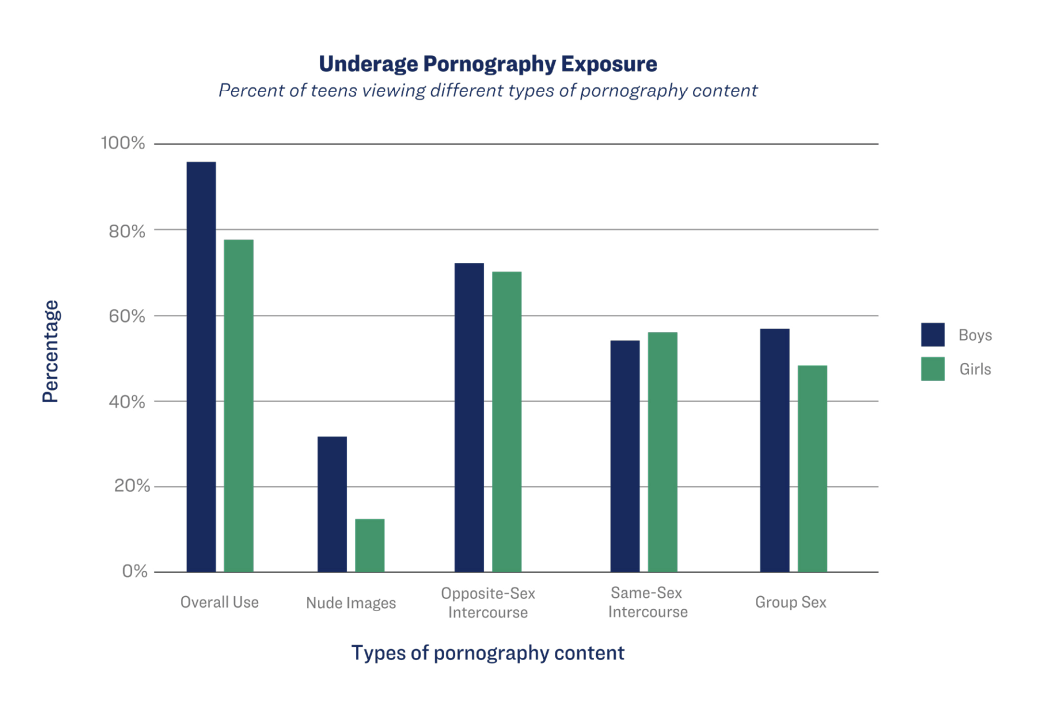 Underage Pornography Exposure
Percent of teens viewing different types of pornography content
100%
80%
60%
40%
20%
0%
Percentage
Boys
Girls
Overall Use
Nude Images
Opposite-Sex
Intercourse
Same-Sex
Intercourse
Group Sex
Types of pornography content